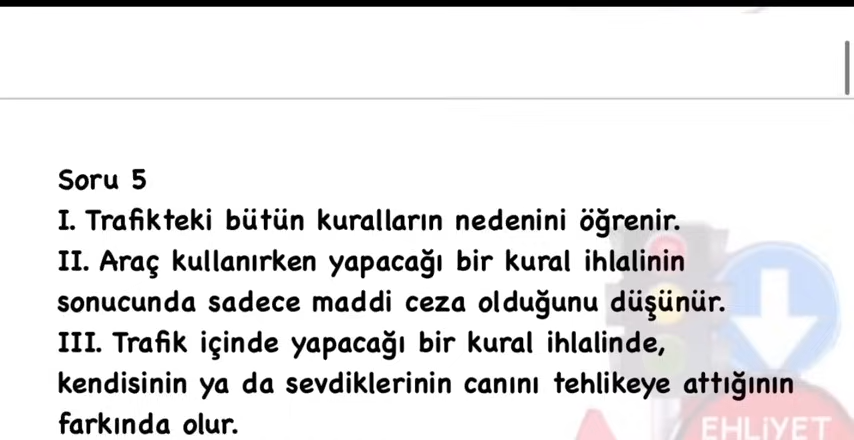 Soru 5
I. Trafikteki bütün kuralların nedenini öğrenir.
II. Araç kullanırken yapacağı bir kural ihlalinin
sonucunda sadece maddi ceza olduğunu düşünür.
III. Trafik içinde yapacağı bir kural ihlalinde,
kendisinin ya da sevdiklerinin canını tehlikeye attığının
farkında olur.
EHLİYET